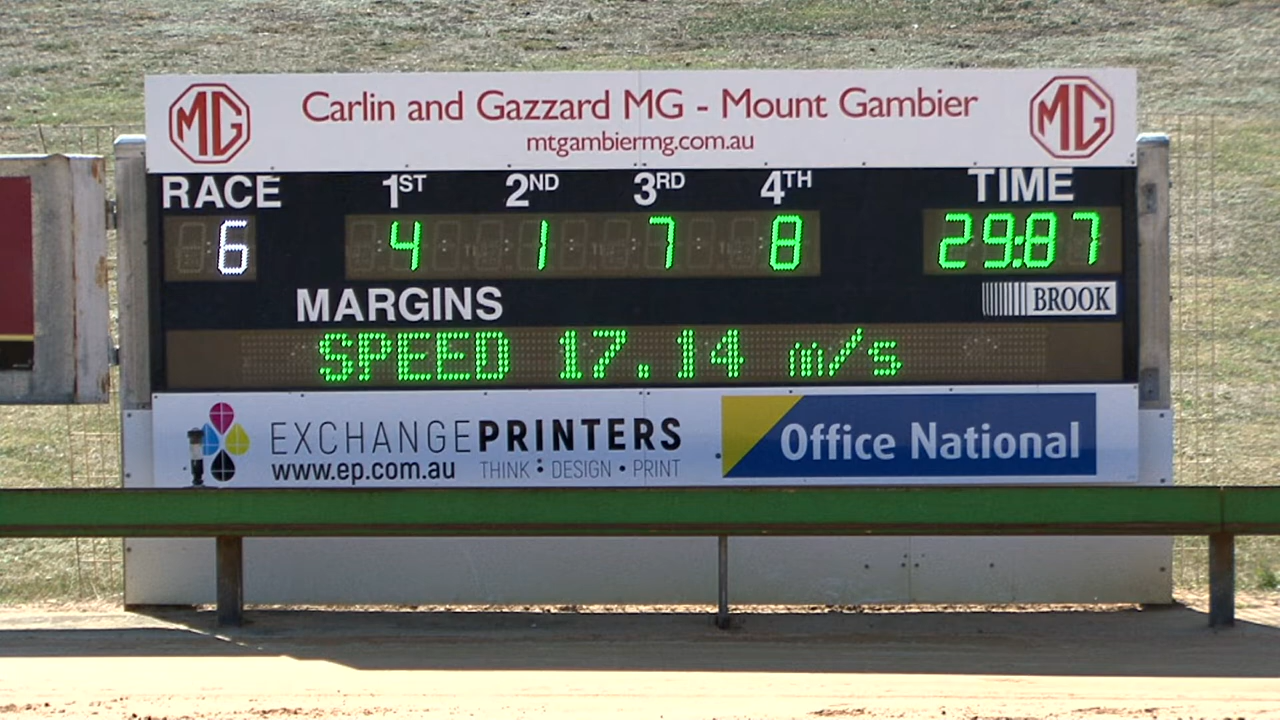 MG Carlin and Gazzard MG - Mount Gambier MG
mtgambiermg.com.au
RACE 1ST 2ND 3RD 4TH TIME
6 4 1 7 8 29:87
MARGINS BROOK
SPEED 17.14 m/s
EXCHANGEPRINTERS Office National
www.ep.com.au THINK : DESIGN • PRINT